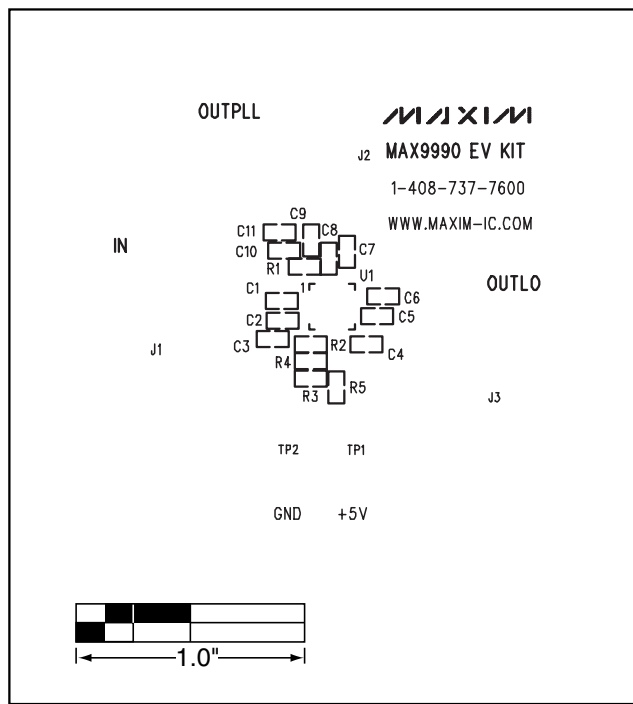 OUTPLL
MAXIM
J2 MAX9990 EV KIT
1-408-737-7600
WWW.MAXIM-IC.COM
IN
C9
C11
C8
C10
C7
R1
U1
OUTLO
C1
1
C6
C2
C5
C3
R2
C4
J1
R4
R3
R5
J3
TP2
TP1
GND
+5V
1.0"